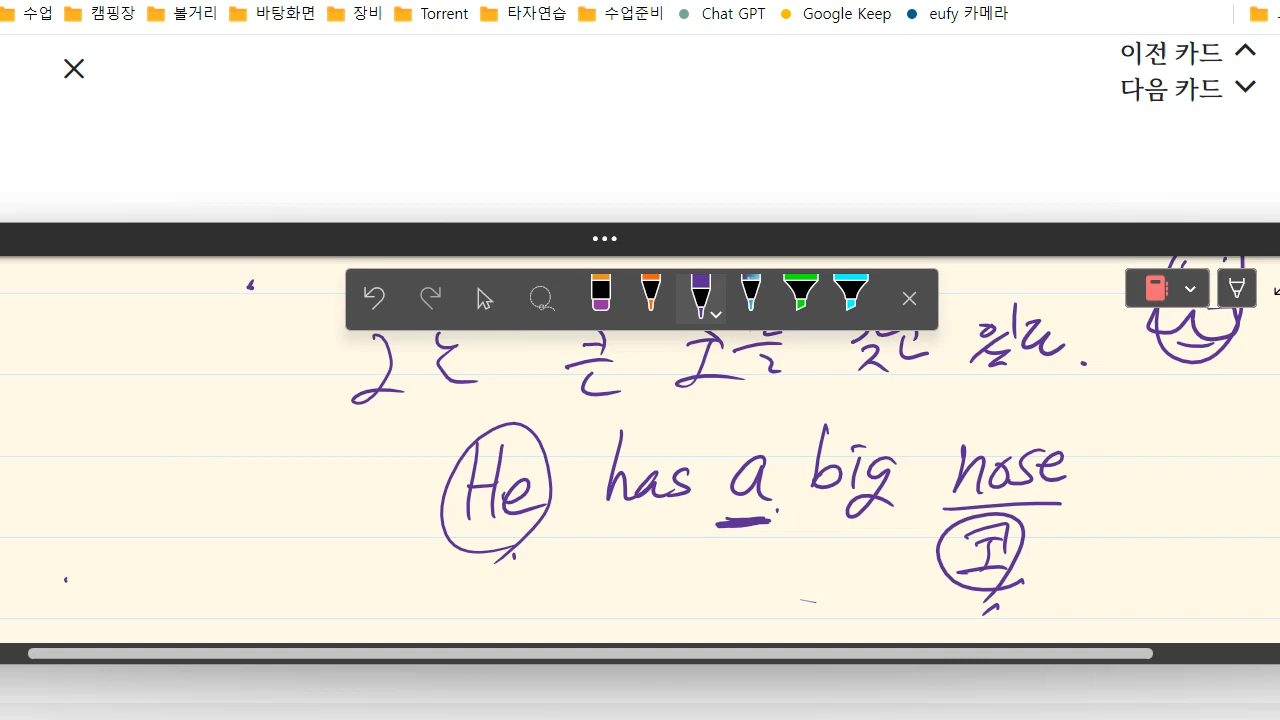 수업 캠핑장 볼거리 바탕화면 장비 Torrent 타자연습 수업준비 Chat GPT Google Keep eufy 카메라
이전 카드
다음 카드
그는 큰 코를 갖고 있다.
He has a big nose
코